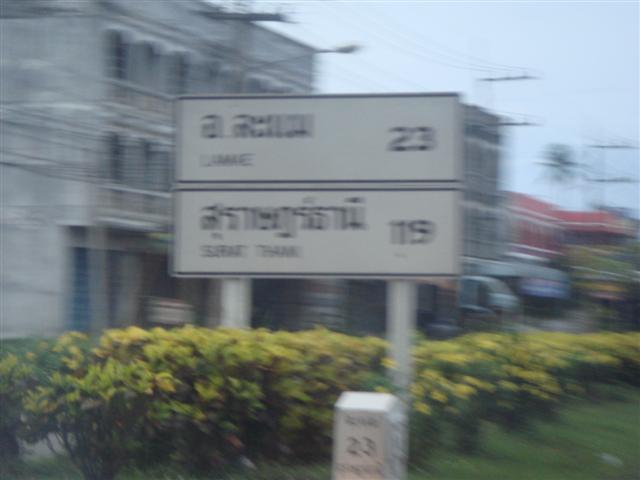 อ. ละแม 23
LAMAE
สุราษฎร์ธานี 119
SURAT THANI
23